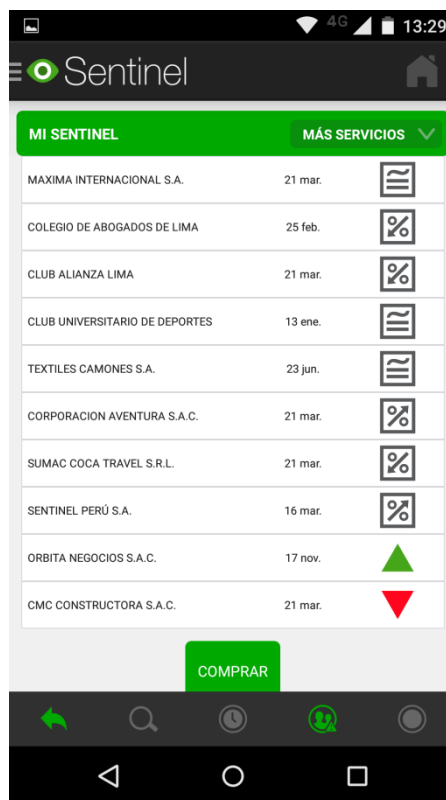 4G 13:29
Sentinel
MI SENTINEL MÁS SERVICIOS
MAXIMA INTERNACIONAL S.A. 21 mar.
COLEGIO DE ABOGADOS DE LIMA 25 feb.
CLUB ALIANZA LIMA 21 mar.
CLUB UNIVERSITARIO DE DEPORTES 13 ene.
TEXTILES CAMONES S.A. 23 jun.
CORPORACION AVENTURA S.A.C. 21 mar.
SUMAC COCA TRAVEL S.R.L. 21 mar.
SENTINEL PERÚ S.A. 16 mar.
ORBITA NEGOCIOS S.A.C. 17 nov.
CMC CONSTRUCTORA S.A.C. 21 mar.
COMPRAR